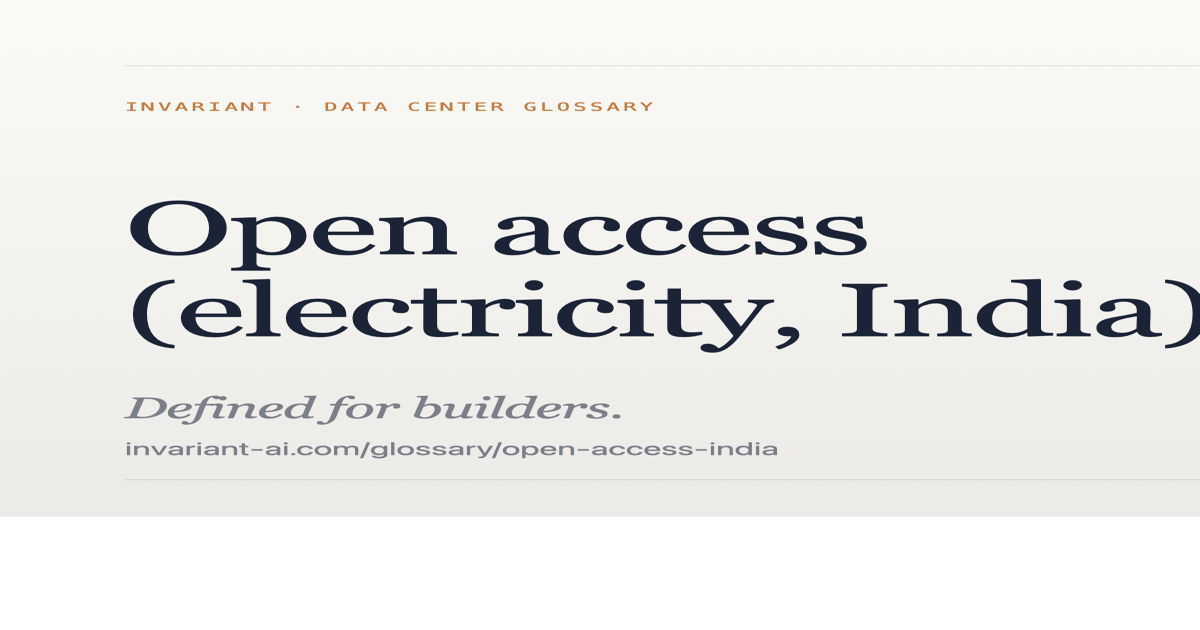 INVARIANT · DATA CENTER GLOSSARY
Open access
(electricity, India)
Defined for builders.
invariant-ai.com/glossary/open-access-india